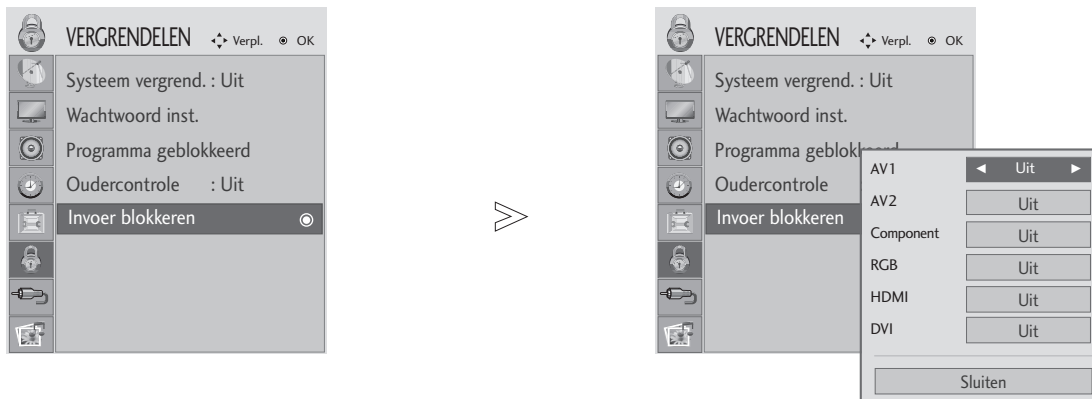 VERGRENDELEN Verpl. OK
Systeem vergrend. : Uit
Wachtwoord inst.
Programma geblokkeerd
Oudercontrole : Uit
Invoer blokkeren
VERGRENDELEN Verpl. OK
Systeem vergrend. : Uit
Wachtwoord inst.
Programma geblokkeerd
Oudercontrole
Invoer blokkeren
AV1 ◄ Uit ►
AV2 Uit
Component Uit
RGB Uit
HDMI Uit
DVI Uit
Sluiten